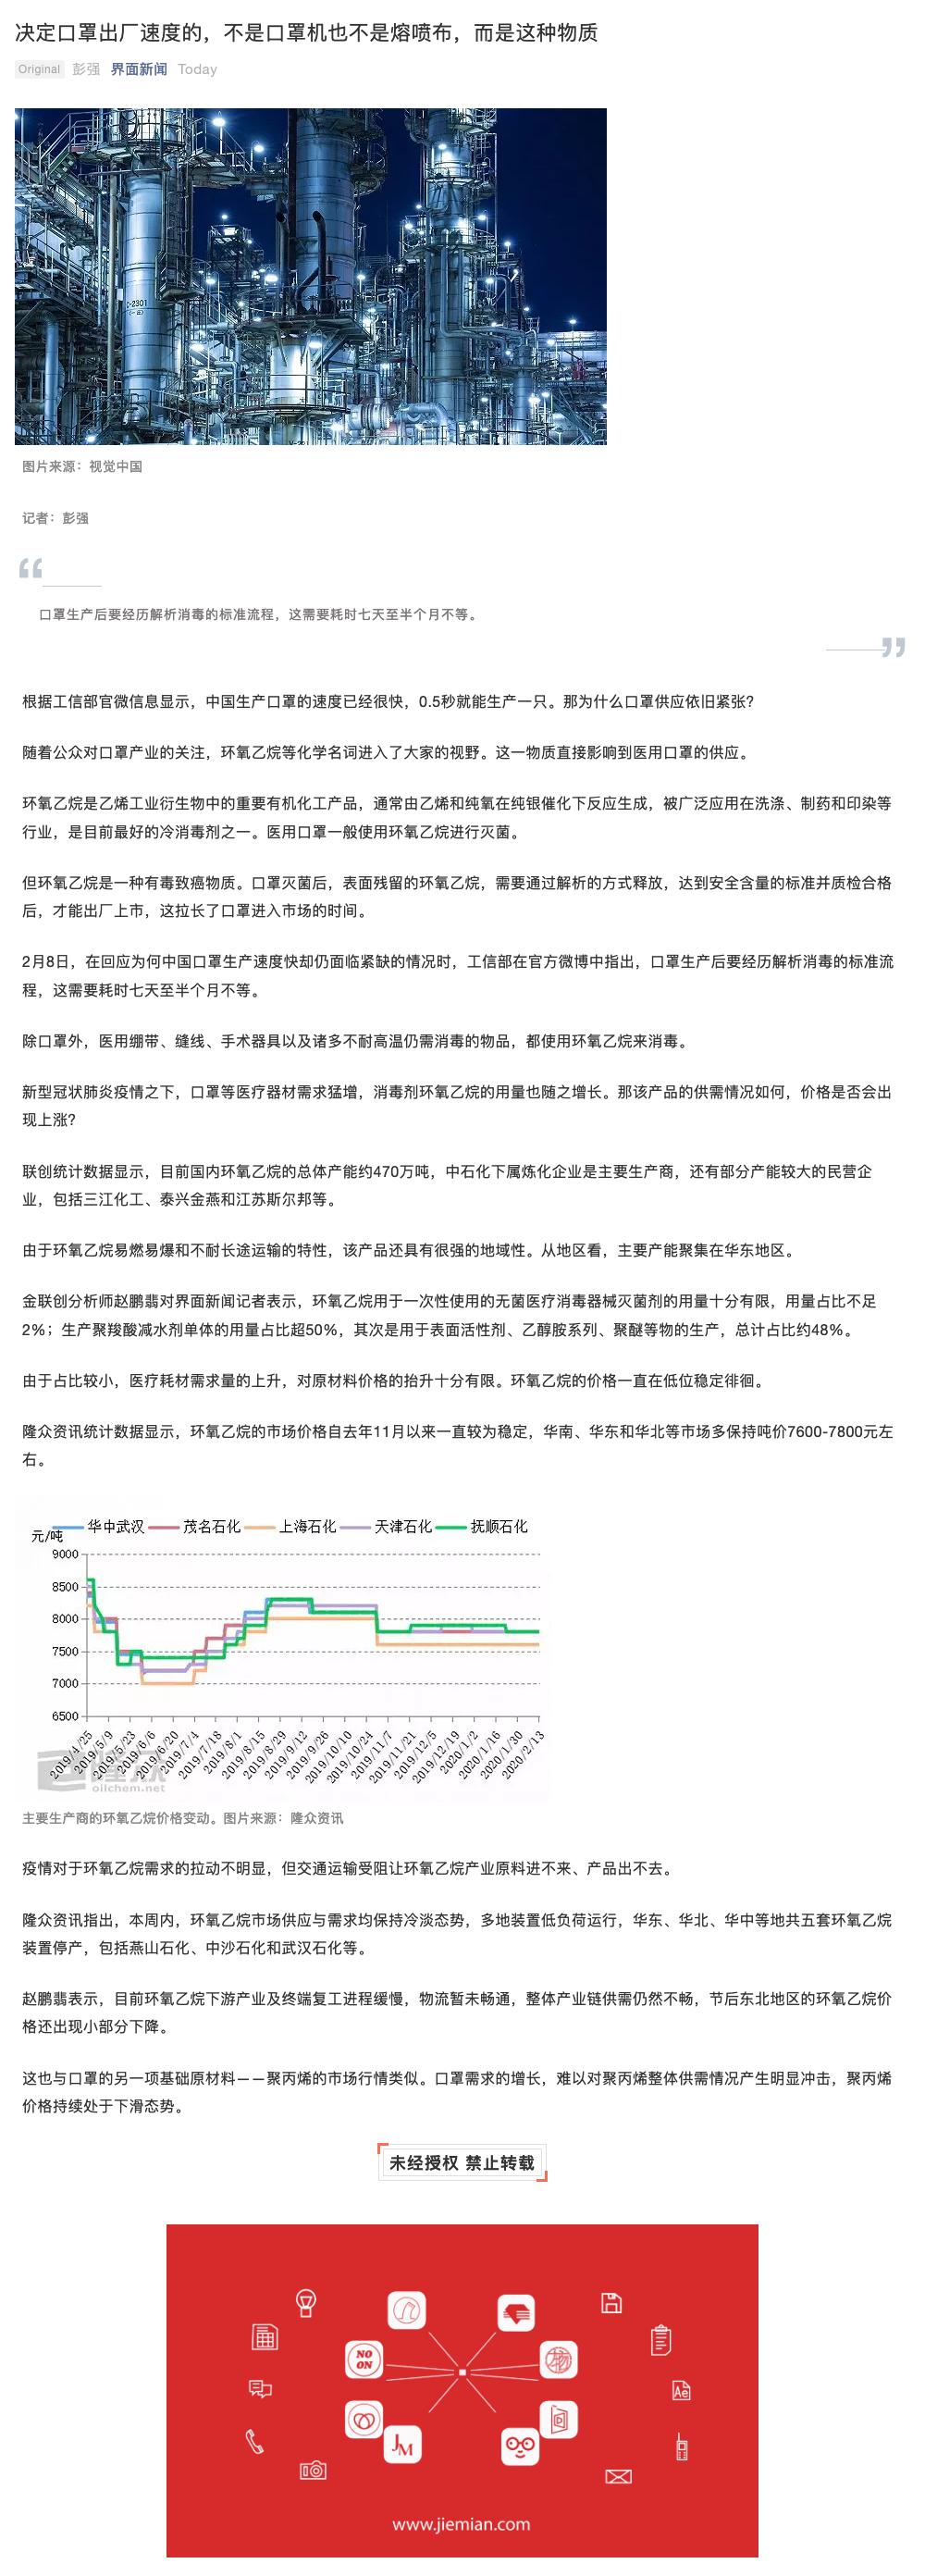 决定口罩出厂速度的，不是口罩机也不是熔喷布，而是这种物质
Original 彭强 界面新闻 Today
C-2301
图片来源：视觉中国
记者：彭强
“
口罩生产后要经历解析消毒的标准流程，这需要耗时七天至半个月不等。
”
根据工信部官微信息显示，中国生产口罩的速度已经很快，0.5秒就能生产一只。那为什么口罩供应依旧紧张？
随着公众对口罩产业的关注，环氧乙烷等化学名词进入了大家的视野。这一物质直接影响到医用口罩的供应。
环氧乙烷是乙烯工业衍生物中的重要有机化工产品，通常由乙烯和纯氧在纯银催化下反应生成，被广泛应用在洗涤、制药和印染等
行业，是目前最好的冷消毒剂之一。医用口罩一般使用环氧乙烷进行灭菌。
但环氧乙烷是一种有毒致癌物质。口罩灭菌后，表面残留的环氧乙烷，需要通过解析的方式释放，达到安全含量的标准并质检合格
后，才能出厂上市，这拉长了口罩进入市场的时间。
2月8日，在回应为何中国口罩生产速度快却仍面临紧缺的情况时，工信部在官方微博中指出，口罩生产后要经历解析消毒的标准流
程，这需要耗时七天至半个月不等。
除口罩外，医用绷带、缝线、手术器具以及诸多不耐高温仍需消毒的物品，都使用环氧乙烷来消毒。
新型冠状肺炎疫情之下，口罩等医疗器材需求猛增，消毒剂环氧乙烷的用量也随之增长。那该产品的供需情况如何，价格是否会出
现上涨？
联创统计数据显示，目前国内环氧乙烷的总体产能约470万吨，中石化下属炼化企业是主要生产商，还有部分产能较大的民营企
业，包括三江化工、泰兴金燕和江苏斯尔邦等。
由于环氧乙烷易燃易爆和不耐长途运输的特性，该产品还具有很强的地域性。从地区看，主要产能聚集在华东地区。
金联创分析师赵鹏翡对界面新闻记者表示，环氧乙烷用于一次性使用的无菌医疗消毒器械灭菌剂的用量十分有限，用量占比不足
2%；生产聚羧酸减水剂单体的用量占比超50%，其次是用于表面活性剂、乙醇胺系列、聚醚等物的生产，总计占比约48%。
由于占比较小，医疗耗材需求量的上升，对原材料价格的抬升十分有限。环氧乙烷的价格一直在低位稳定徘徊。
隆众资讯统计数据显示，环氧乙烷的市场价格自去年11月以来一直较为稳定，华南、华东和华北等市场多保持吨价7600-7800元左
右。
华中武汉 茂名石化 上海石化 天津石化 抚顺石化
元/吨
9000
8500
8000
7500
7000
6500
2019/4/25 2019/5/9 2019/5/23 2019/6/6 2019/6/20 2019/7/4 2019/7/18 2019/8/1 2019/8/15 2019/8/29 2019/9/12 2019/9/26 2019/10/10 2019/10/24 2019/11/7 2019/11/21 2019/12/5 2019/12/19 2020/1/2 2020/1/16 2020/1/30 2020/2/13
隆众
oilchem.net
主要生产商的环氧乙烷价格变动。图片来源：隆众资讯
疫情对于环氧乙烷需求的拉动不明显，但交通运输受阻让环氧乙烷产业原料进不来、产品出不去。
隆众资讯指出，本周内，环氧乙烷市场供应与需求均保持冷淡态势，多地装置低负荷运行，华东、华北、华中等地共五套环氧乙烷
装置停产，包括燕山石化、中沙石化和武汉石化等。
赵鹏翡表示，目前环氧乙烷下游产业及终端复工进程缓慢，物流暂未畅通，整体产业链供需仍然不畅，节后东北地区的环氧乙烷价
格还出现小部分下降。
这也与口罩的另一项基础原材料——聚丙烯的市场行情类似。口罩需求的增长，难以对聚丙烯整体供需情况产生明显冲击，聚丙烯
价格持续处于下滑态势。
未经授权 禁止转载
NO
ON
Ae
JM
www.jiemian.com